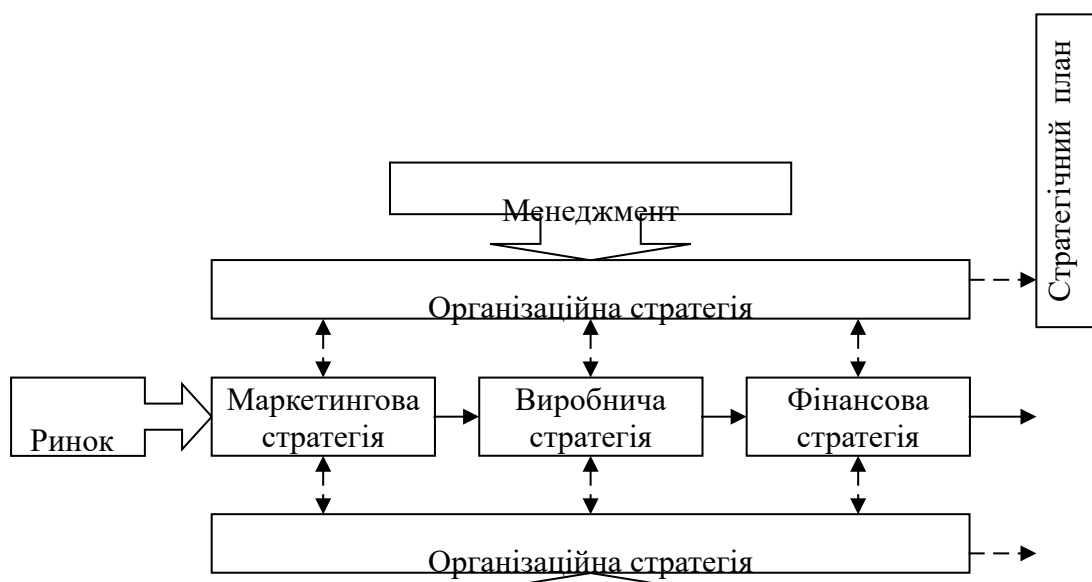 Стратегічний план
Менеджмент
Організаційна стратегія
Ринок
Маркетингова
стратегія
Виробнича
стратегія
Фінансова
стратегія
Організаційна стратегія